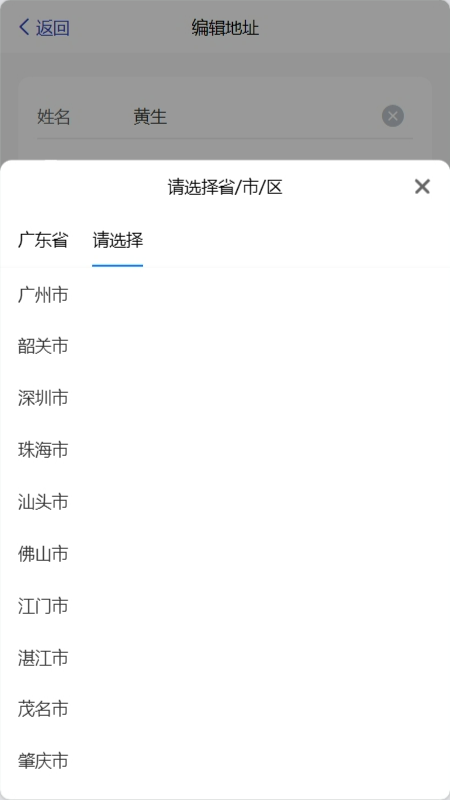 返回 编辑地址
姓名 黄生
请选择省/市/区
广东省 请选择
广州市
韶关市
深圳市
珠海市
汕头市
佛山市
江门市
湛江市
茂名市
肇庆市